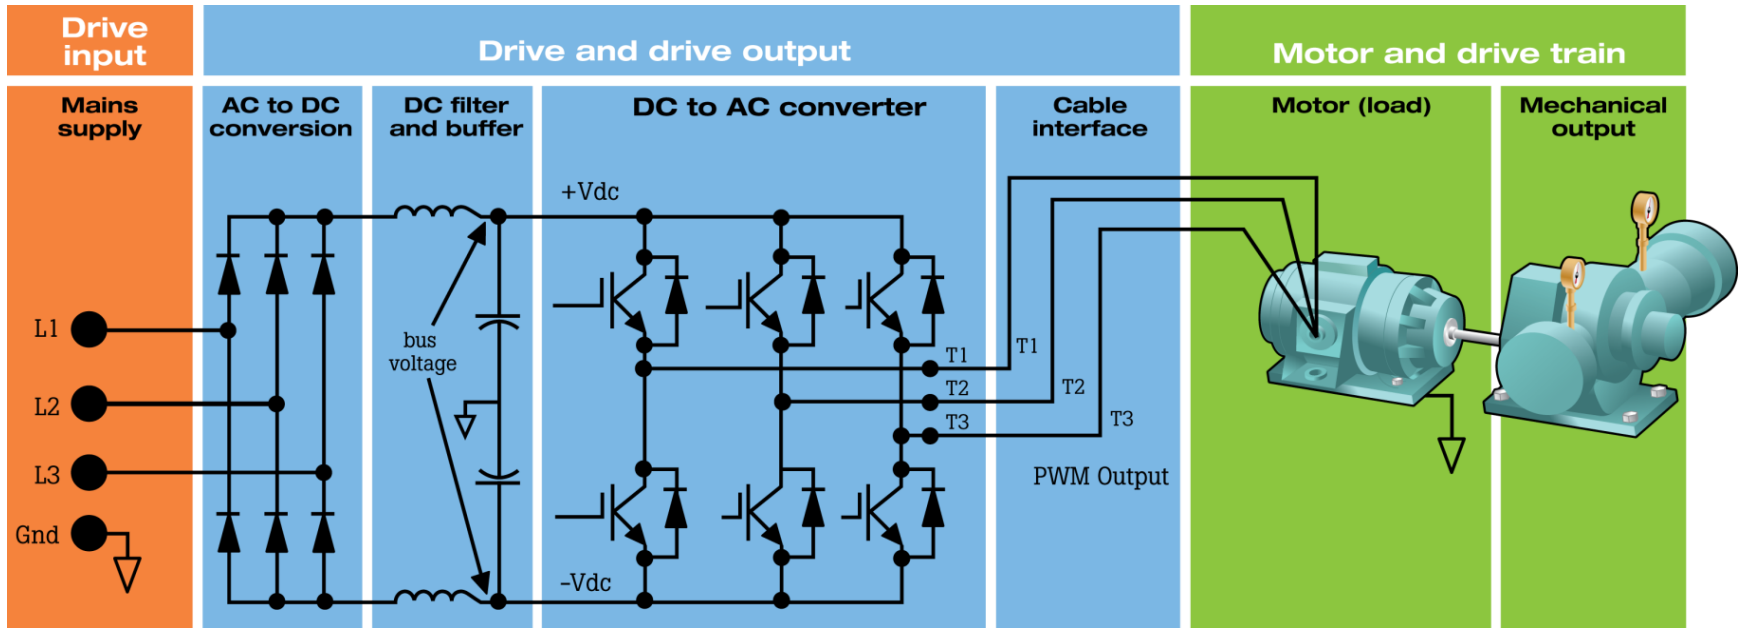 Drive
input
Drive and drive output
Motor and drive train
Mains
supply
AC to DC
conversion
DC filter
and buffer
DC to AC converter
Cable
interface
Motor (load)
Mechanical
output
L1
L2
L3
Gnd
bus
voltage
+Vdc
–Vdc
T1
T2
T3
T1
T2
T3
PWM Output